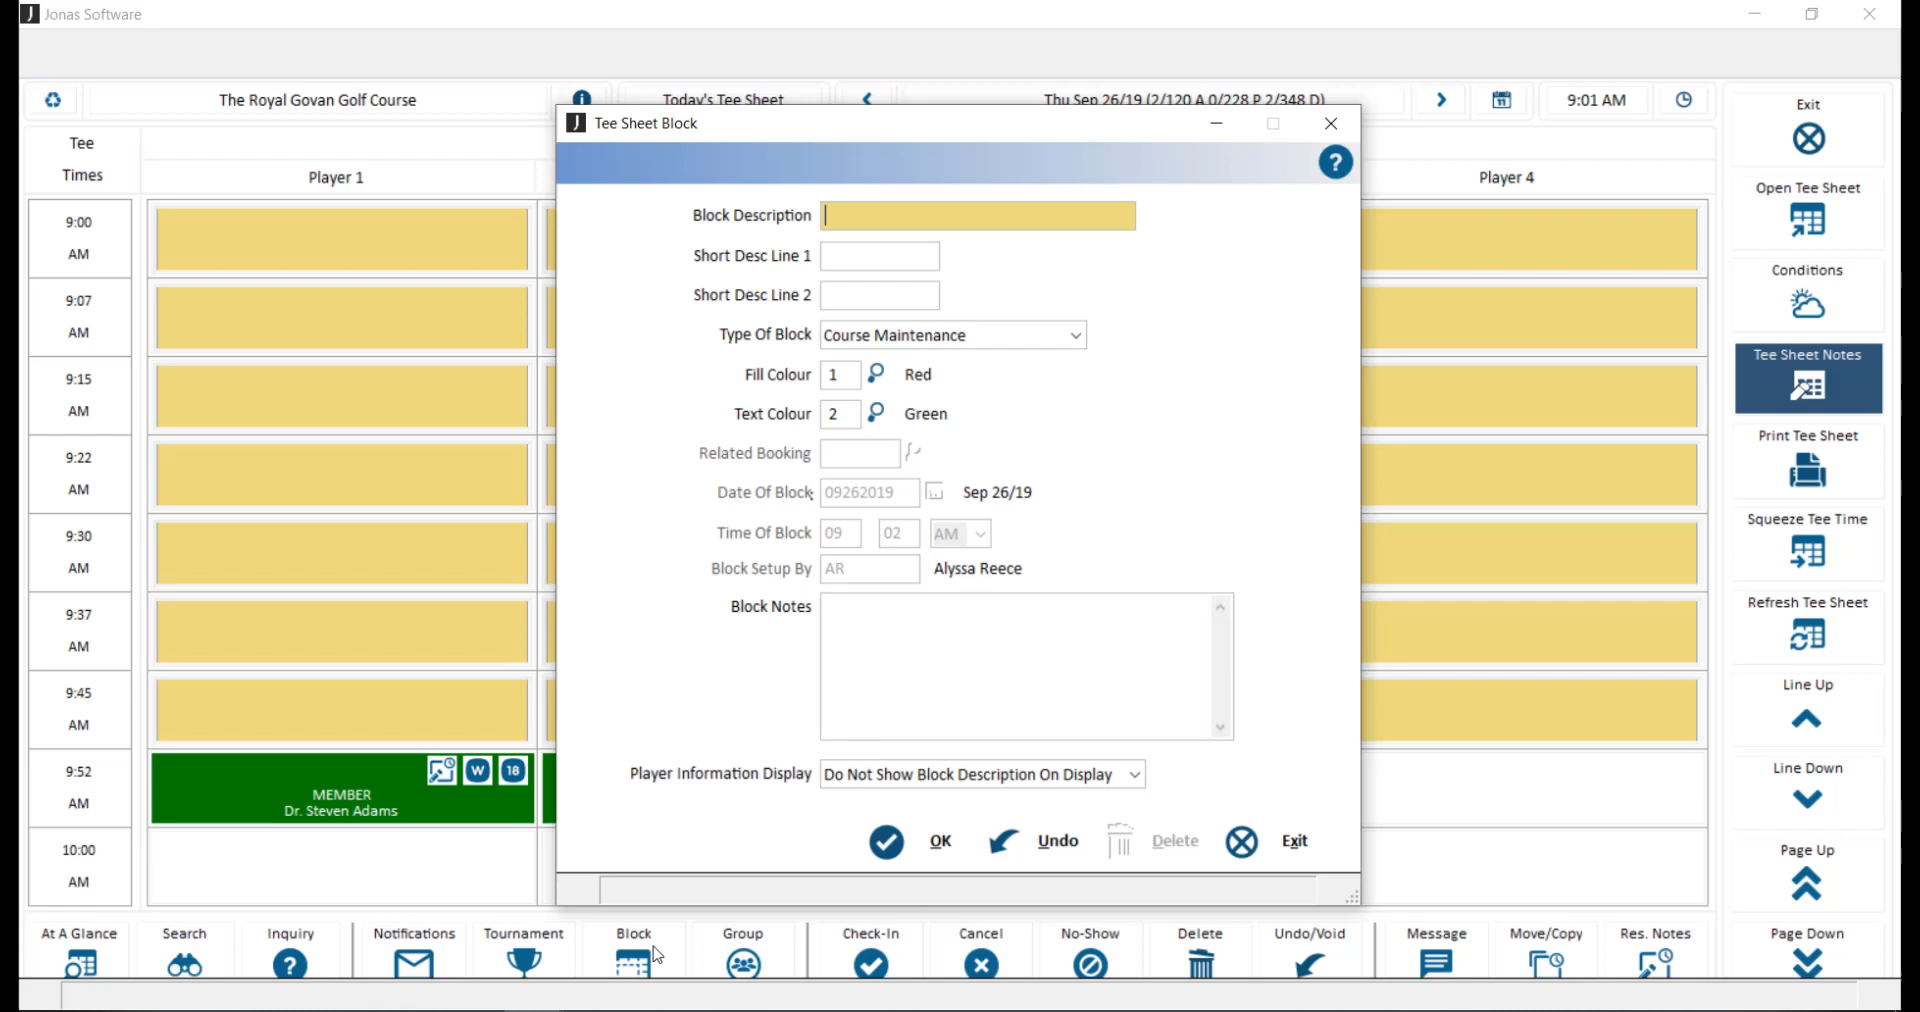 Jonas Software
The Royal Govan Golf Course
Today's Tee Sheet
Thu Sep 26/19 (2/120 A 0/228 P 2/348 D)
11
9:01 AM
Tee
Times
Player 1
Player 4
9:00
AM
9:07
AM
9:15
AM
9:22
AM
9:30
AM
9:37
AM
9:45
AM
9:52
AM
W
18
MEMBER
Dr. Steven Adams
10:00
AM
Tee Sheet Block
?
Block Description
Short Desc Line 1
Short Desc Line 2
Type Of Block Course Maintenance
Fill Colour 1 Red
Text Colour 2 Green
Related Booking
Date Of Block 09262019 Sep 26/19
Time Of Block 09 02 AM
Block Setup By AR Alyssa Reece
Block Notes
Player Information Display Do Not Show Block Description On Display
OK Undo Delete Exit
Exit
Open Tee Sheet
Conditions
Tee Sheet Notes
Print Tee Sheet
Squeeze Tee Time
Refresh Tee Sheet
Line Up
Line Down
Page Up
Page Down
At A Glance Search Inquiry Notifications Tournament Block Group Check-In Cancel No-Show Delete Undo/Void Message Move/Copy Res. Notes